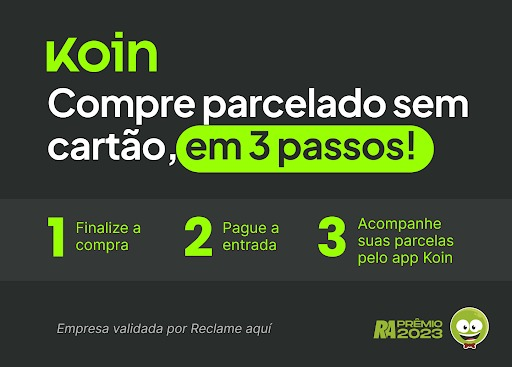 Koin
Compre parcelado sem
cartão, em 3 passos!
1 Finalize a
compra
2 Pague a
entrada
3 Acompanhe
suas parcelas
pelo app Koin
Empresa validada por Reclame aquí
RA PRÊMIO
2023